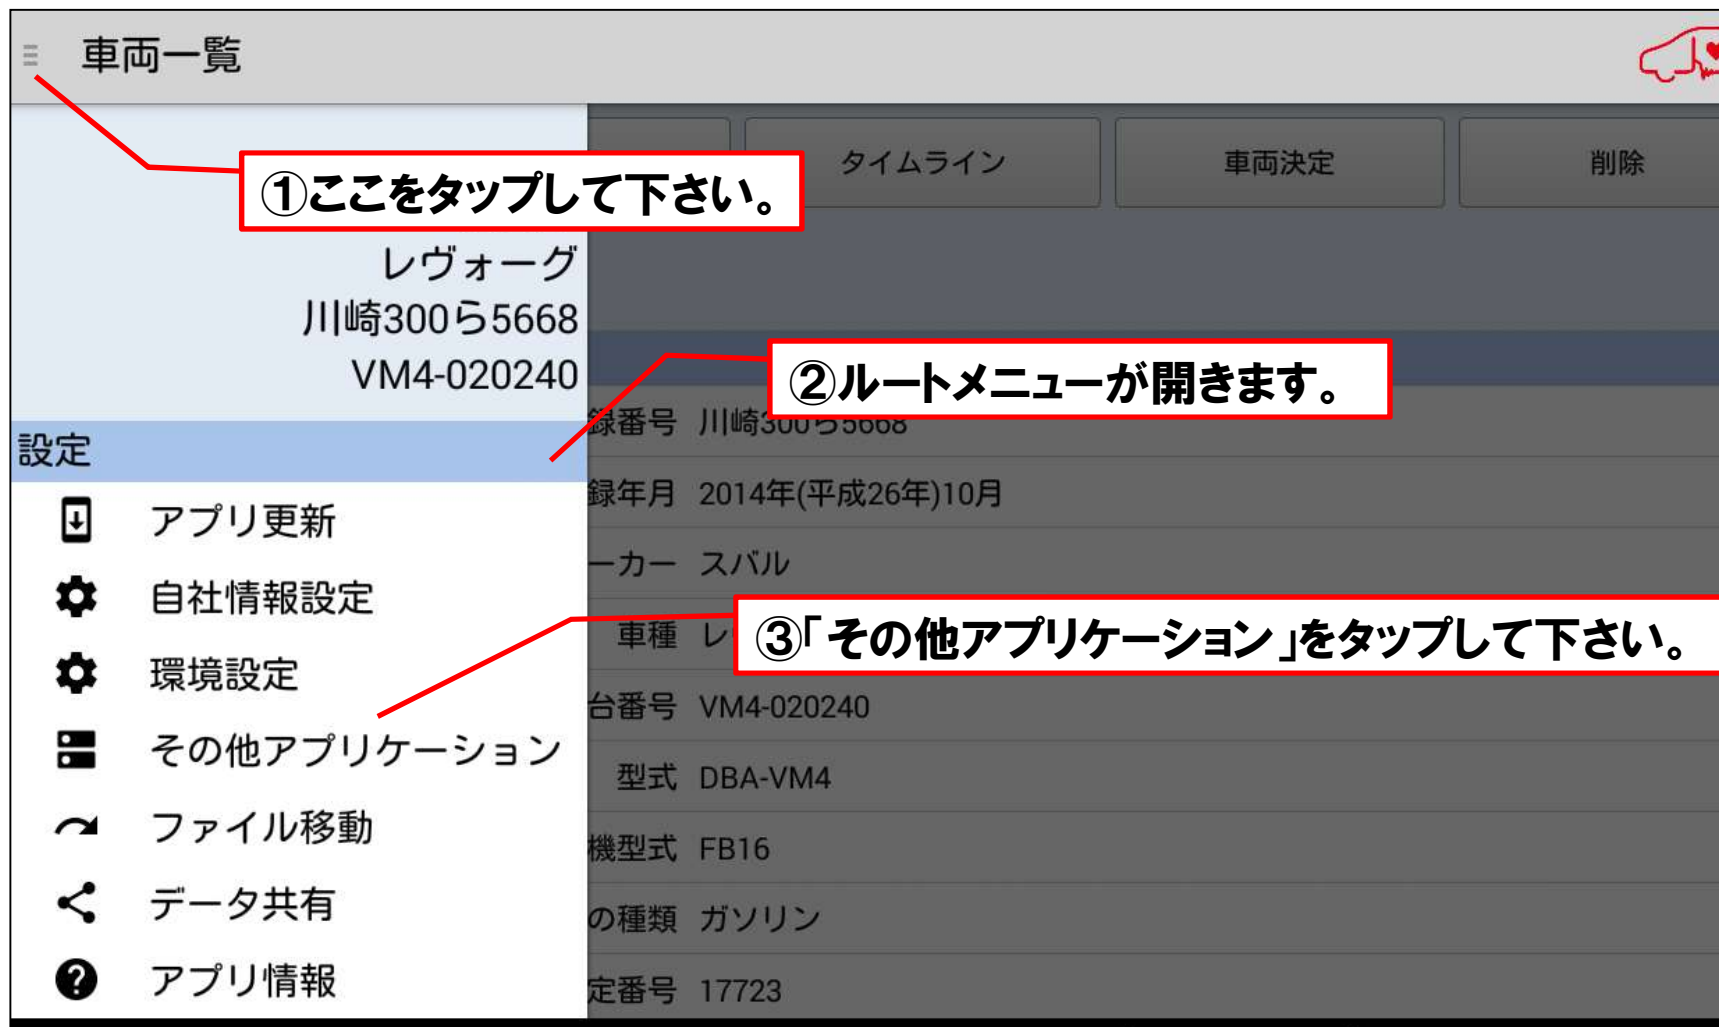 車両一覧
タイムライン
車両決定
削除
①ここをタップして下さい。
レヴォーグ
川崎300ら5668
VM4-020240
②ルートメニューが開きます。
設定
録番号 川崎300ら5668
アプリ更新
録年月 2014年(平成26年)10月
自社情報設定
ーカー スバル
車種 レ
③「その他アプリケーション」をタップして下さい。
環境設定
台番号 VM4-020240
その他アプリケーション
型式 DBA-VM4
ファイル移動
機型式 FB16
データ共有
の種類 ガソリン
アプリ情報
定番号 17723